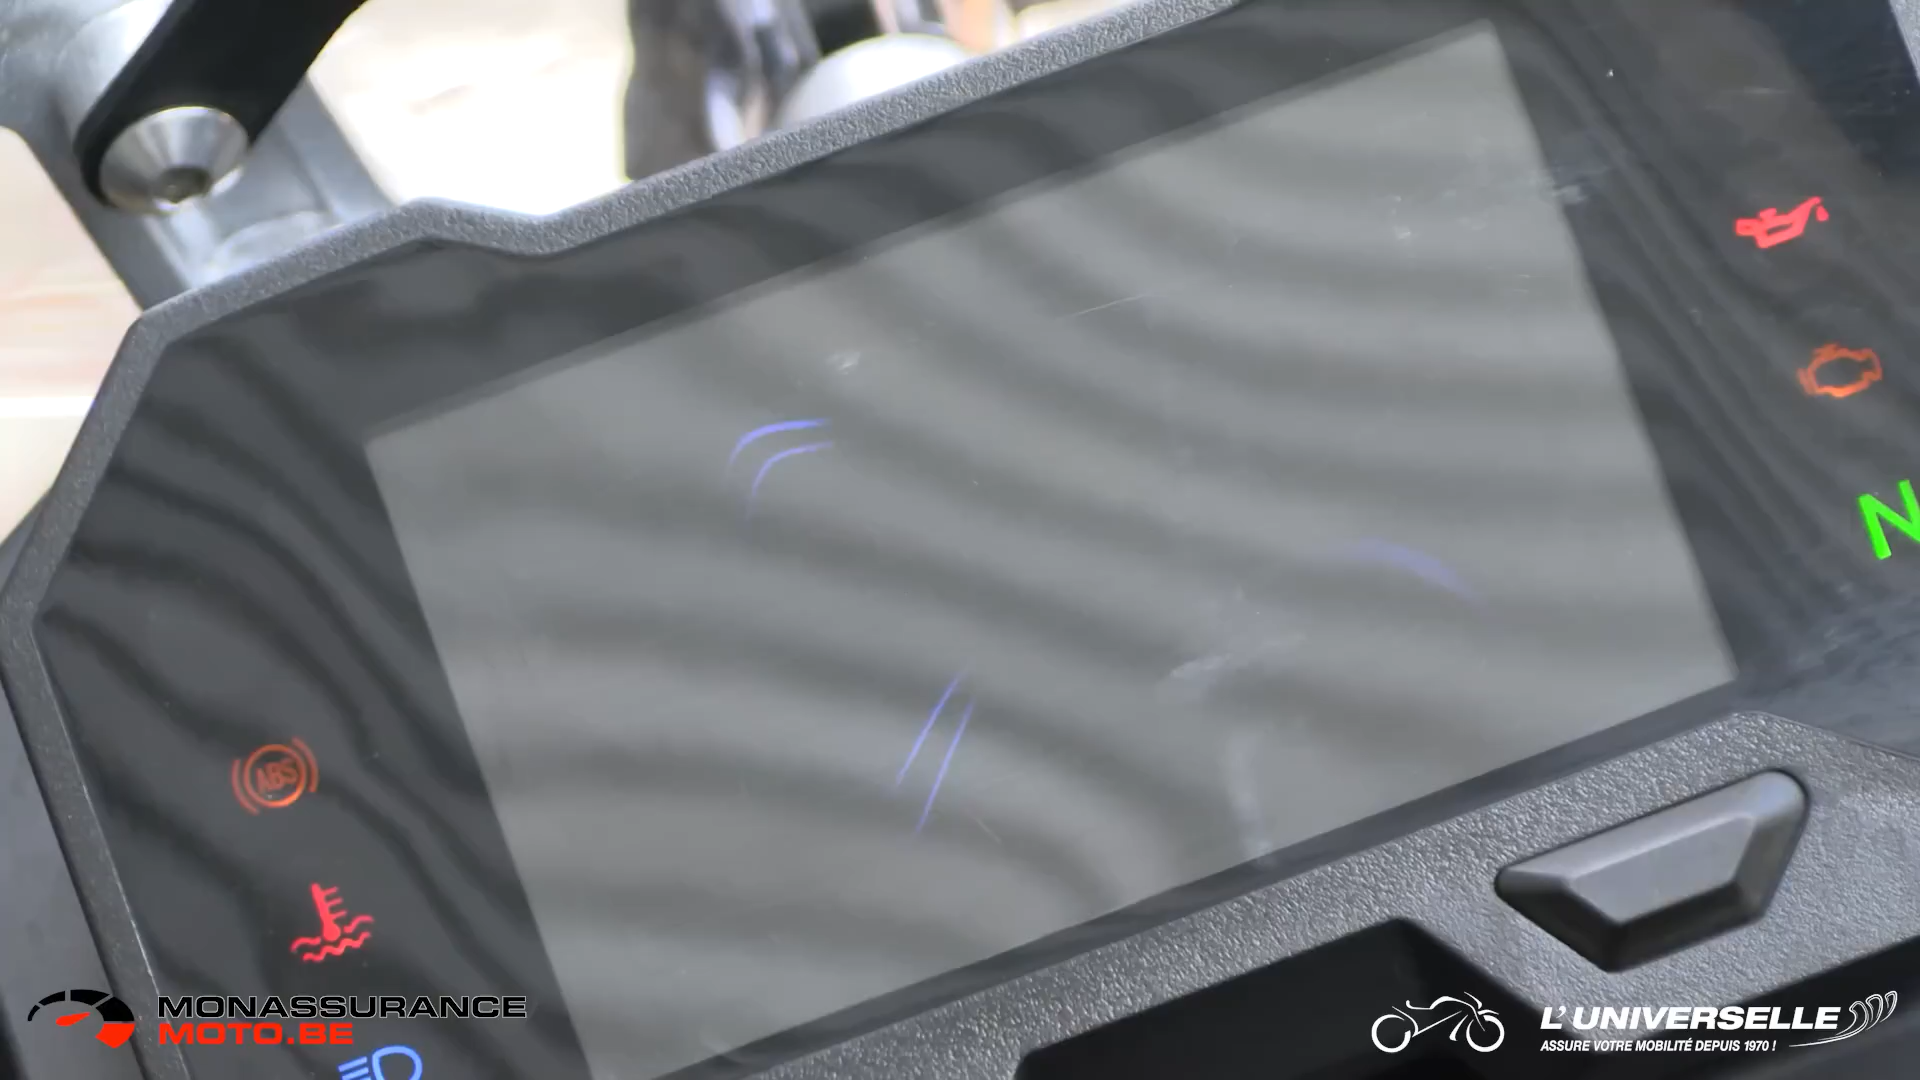 N
ABS
MONASSURANCE
MOTO.BE
L'UNIVERSELLE
ASSURE VOTRE MOBILITÉ DEPUIS 1970 !